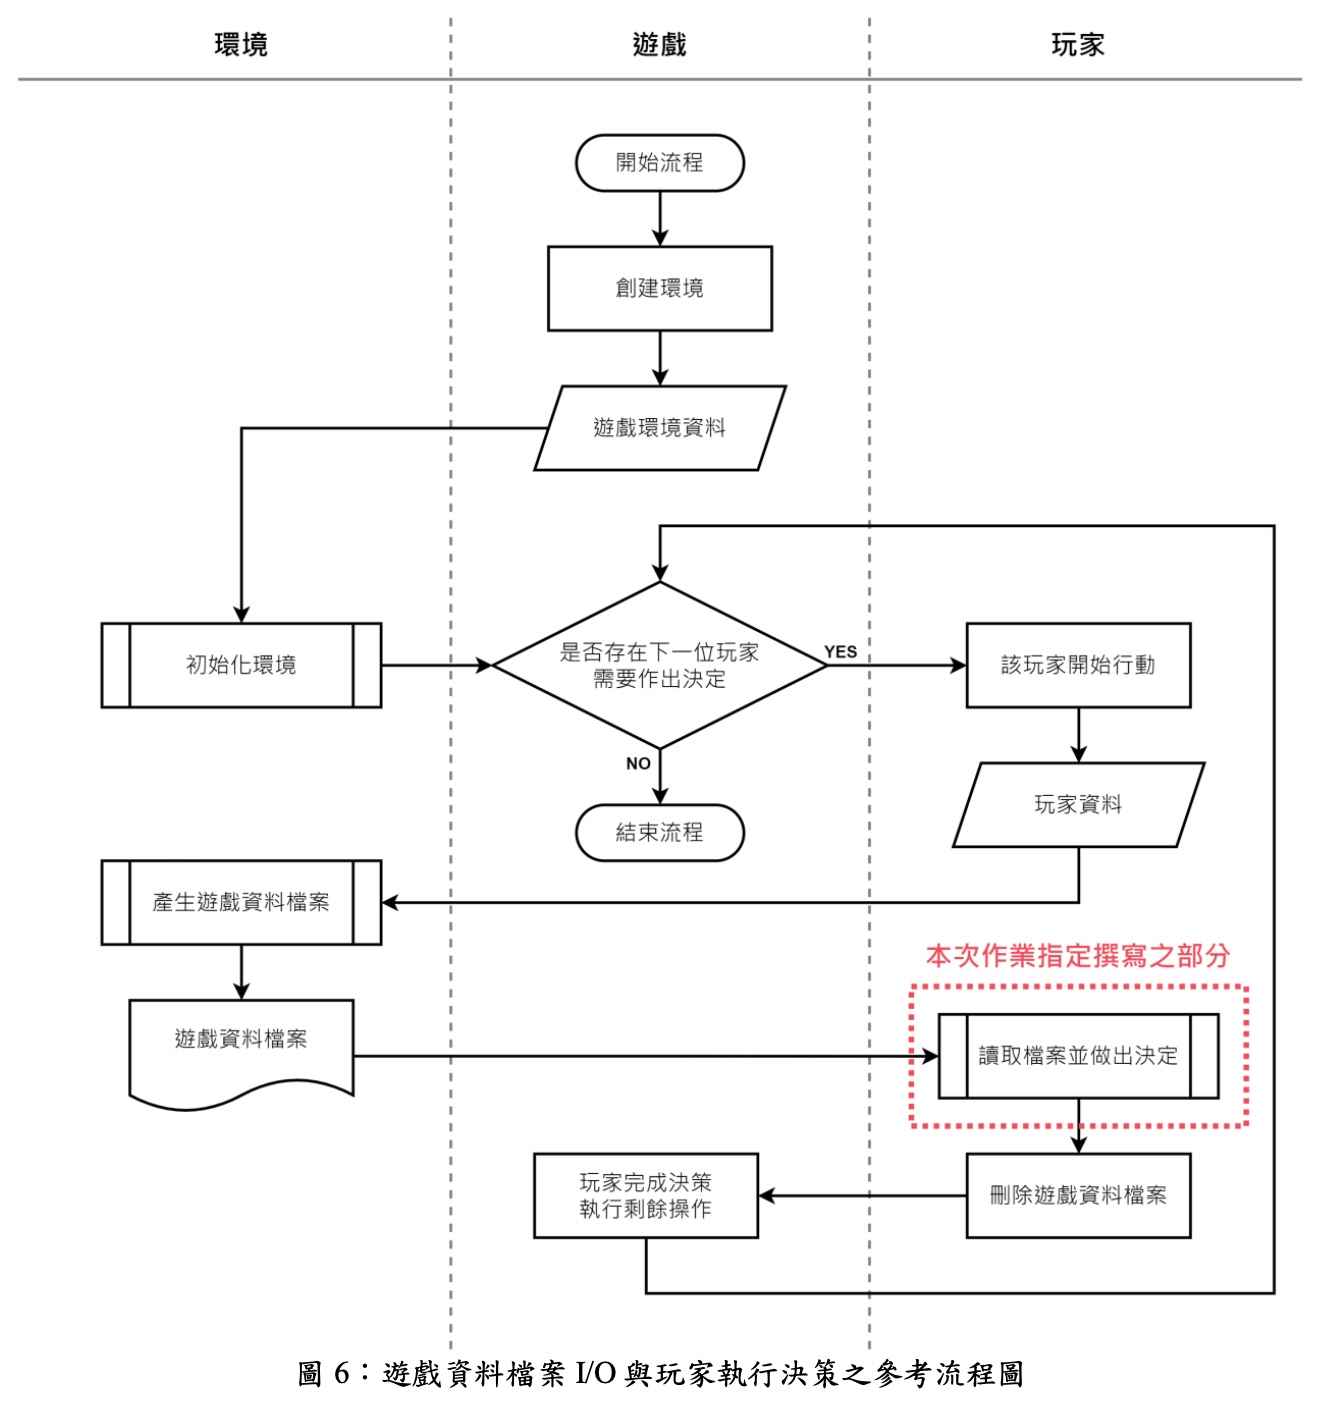 環境
遊戲
玩家
開始流程
創建環境
遊戲環境資料
初始化環境
是否存在下一位玩家
需要作出決定
YES
該玩家開始行動
NO
玩家資料
結束流程
產生遊戲資料檔案
本次作業指定撰寫之部分
遊戲資料檔案
讀取檔案並做出決定
玩家完成決策
執行剩餘操作
刪除遊戲資料檔案
圖 6：遊戲資料檔案 I/O 與玩家執行決策之參考流程圖